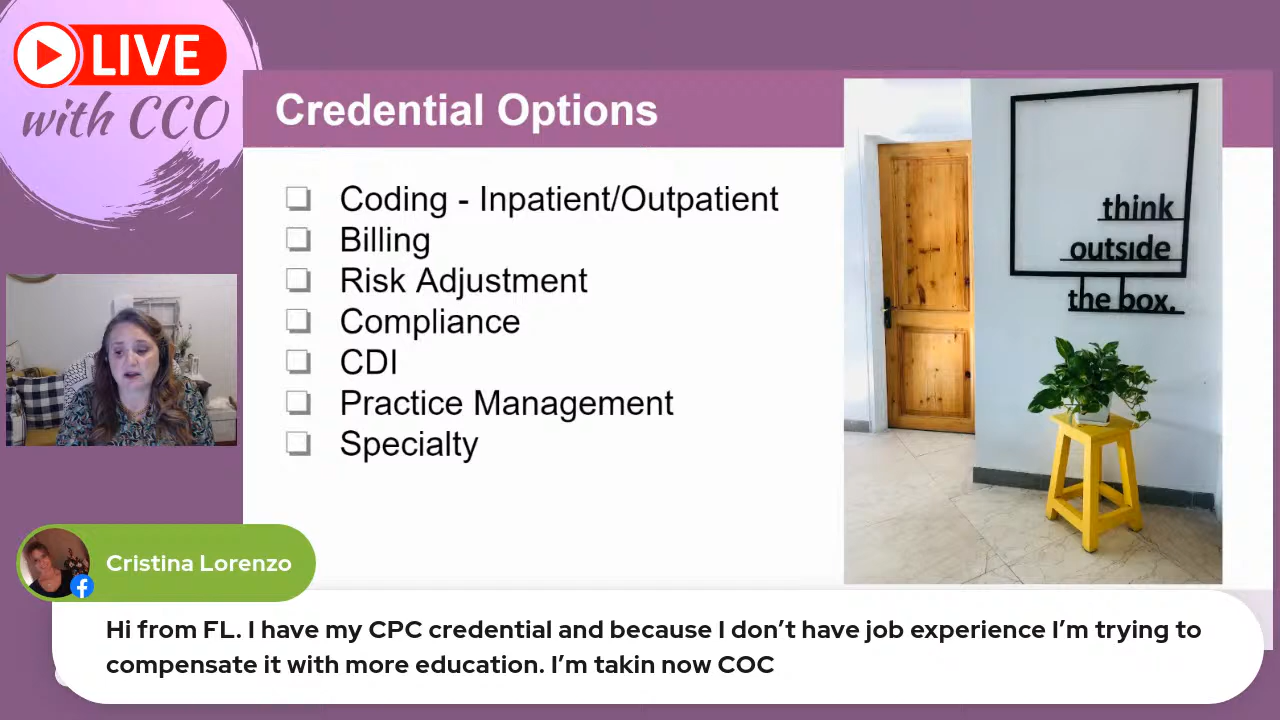 LIVE
with CCO
Credential Options
Coding - Inpatient/Outpatient
Billing
Risk Adjustment
Compliance
CDI
Practice Management
Specialty
think
outside
the box.
Cristina Lorenzo
Hi from FL. I have my CPC credential and because I don’t have job experience I’m trying to
compensate it with more education. I’m takin now COC